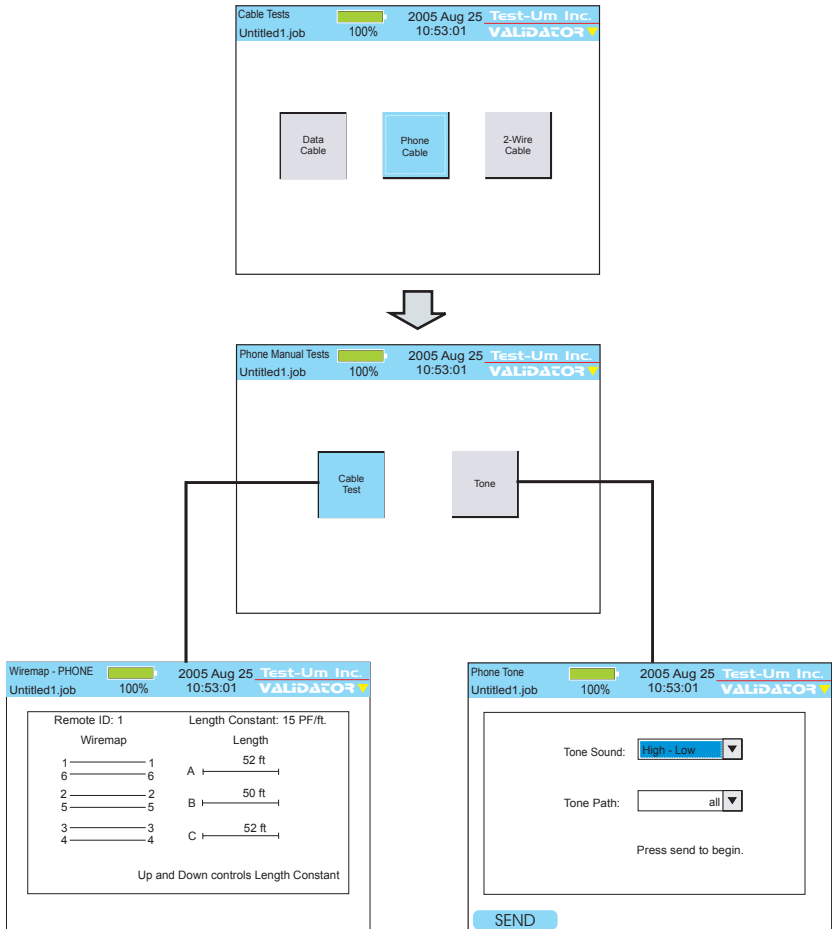 Cable Tests
Untitled1.job
100%
2005 Aug 25
10:53:01
Test-Um Inc.
VALiDATOR
Data
Cable
Phone
Cable
2-Wire
Cable
Phone Manual Tests
Untitled1.job
100%
2005 Aug 25
10:53:01
Test-Um Inc.
VALiDATOR
Cable
Test
Tone
Wiremap - PHONE
Untitled1.job
100%
2005 Aug 25
10:53:01
Test-Um Inc.
VALiDATOR
Remote ID: 1
Length Constant: 15 PF/ft.
Wiremap
Length
1 1
6 6
A 52 ft
2 2
5 5
B 50 ft
3 3
4 4
C 52 ft
Up and Down controls Length Constant
Phone Tone
Untitled1.job
100%
2005 Aug 25
10:53:01
Test-Um Inc.
VALiDATOR
Tone Sound: High - Low
Tone Path: all
Press send to begin.
SEND